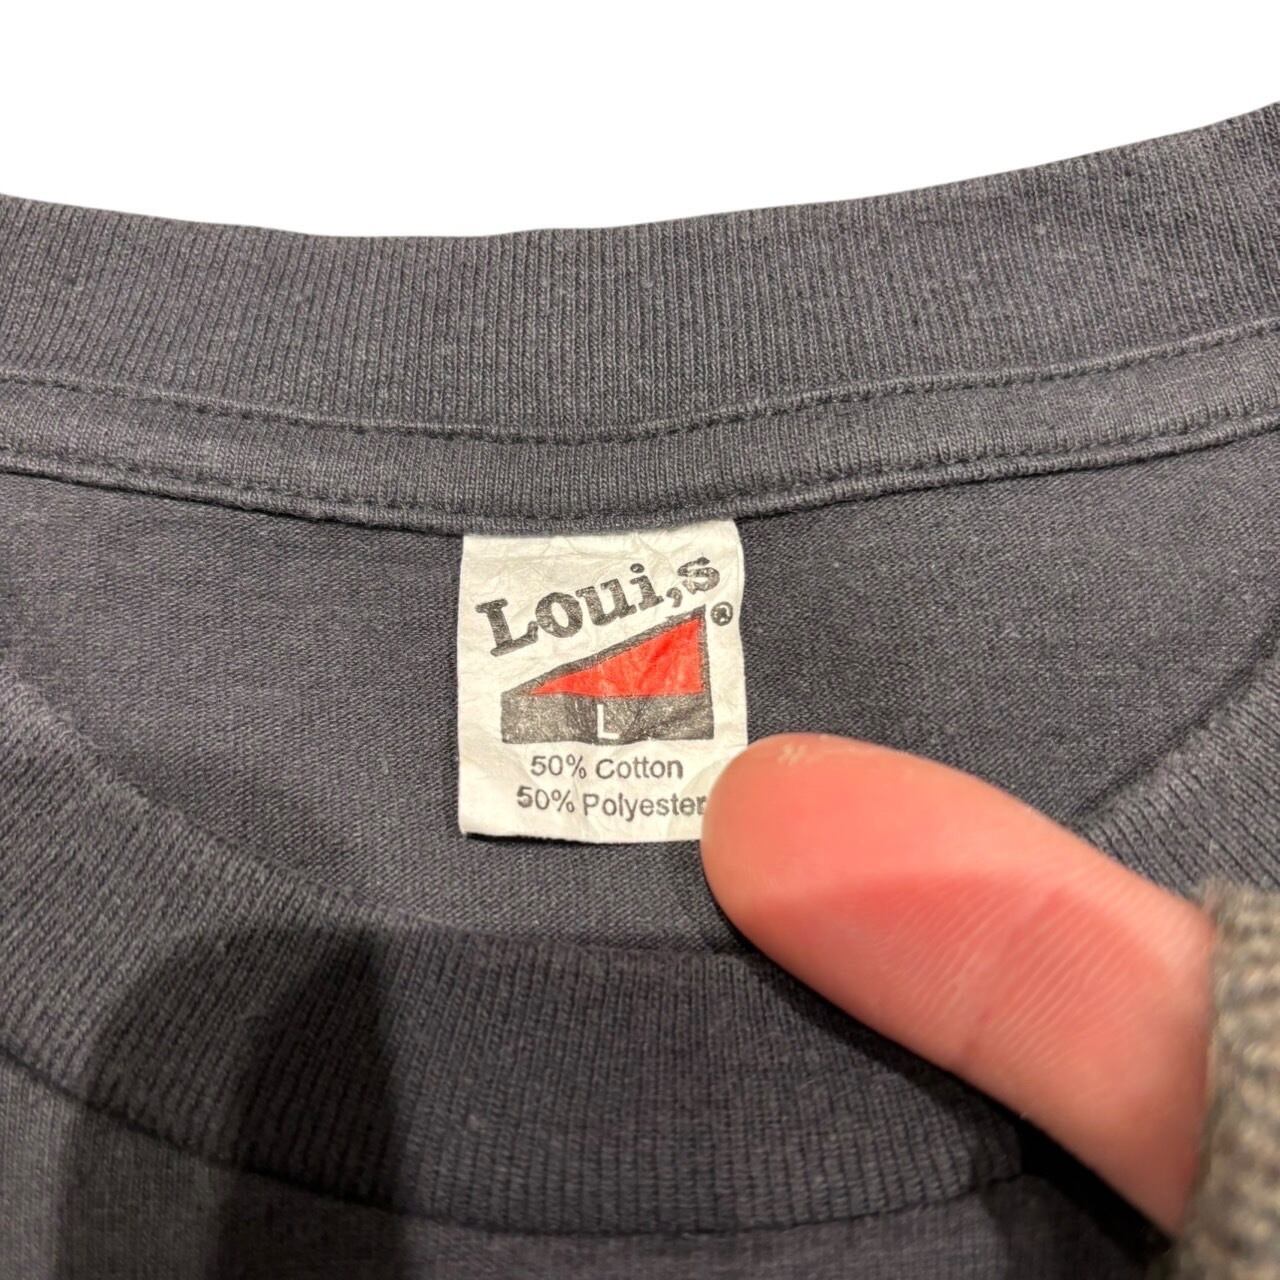 Loui,s
®
L
50% Cotton
50% Polyester